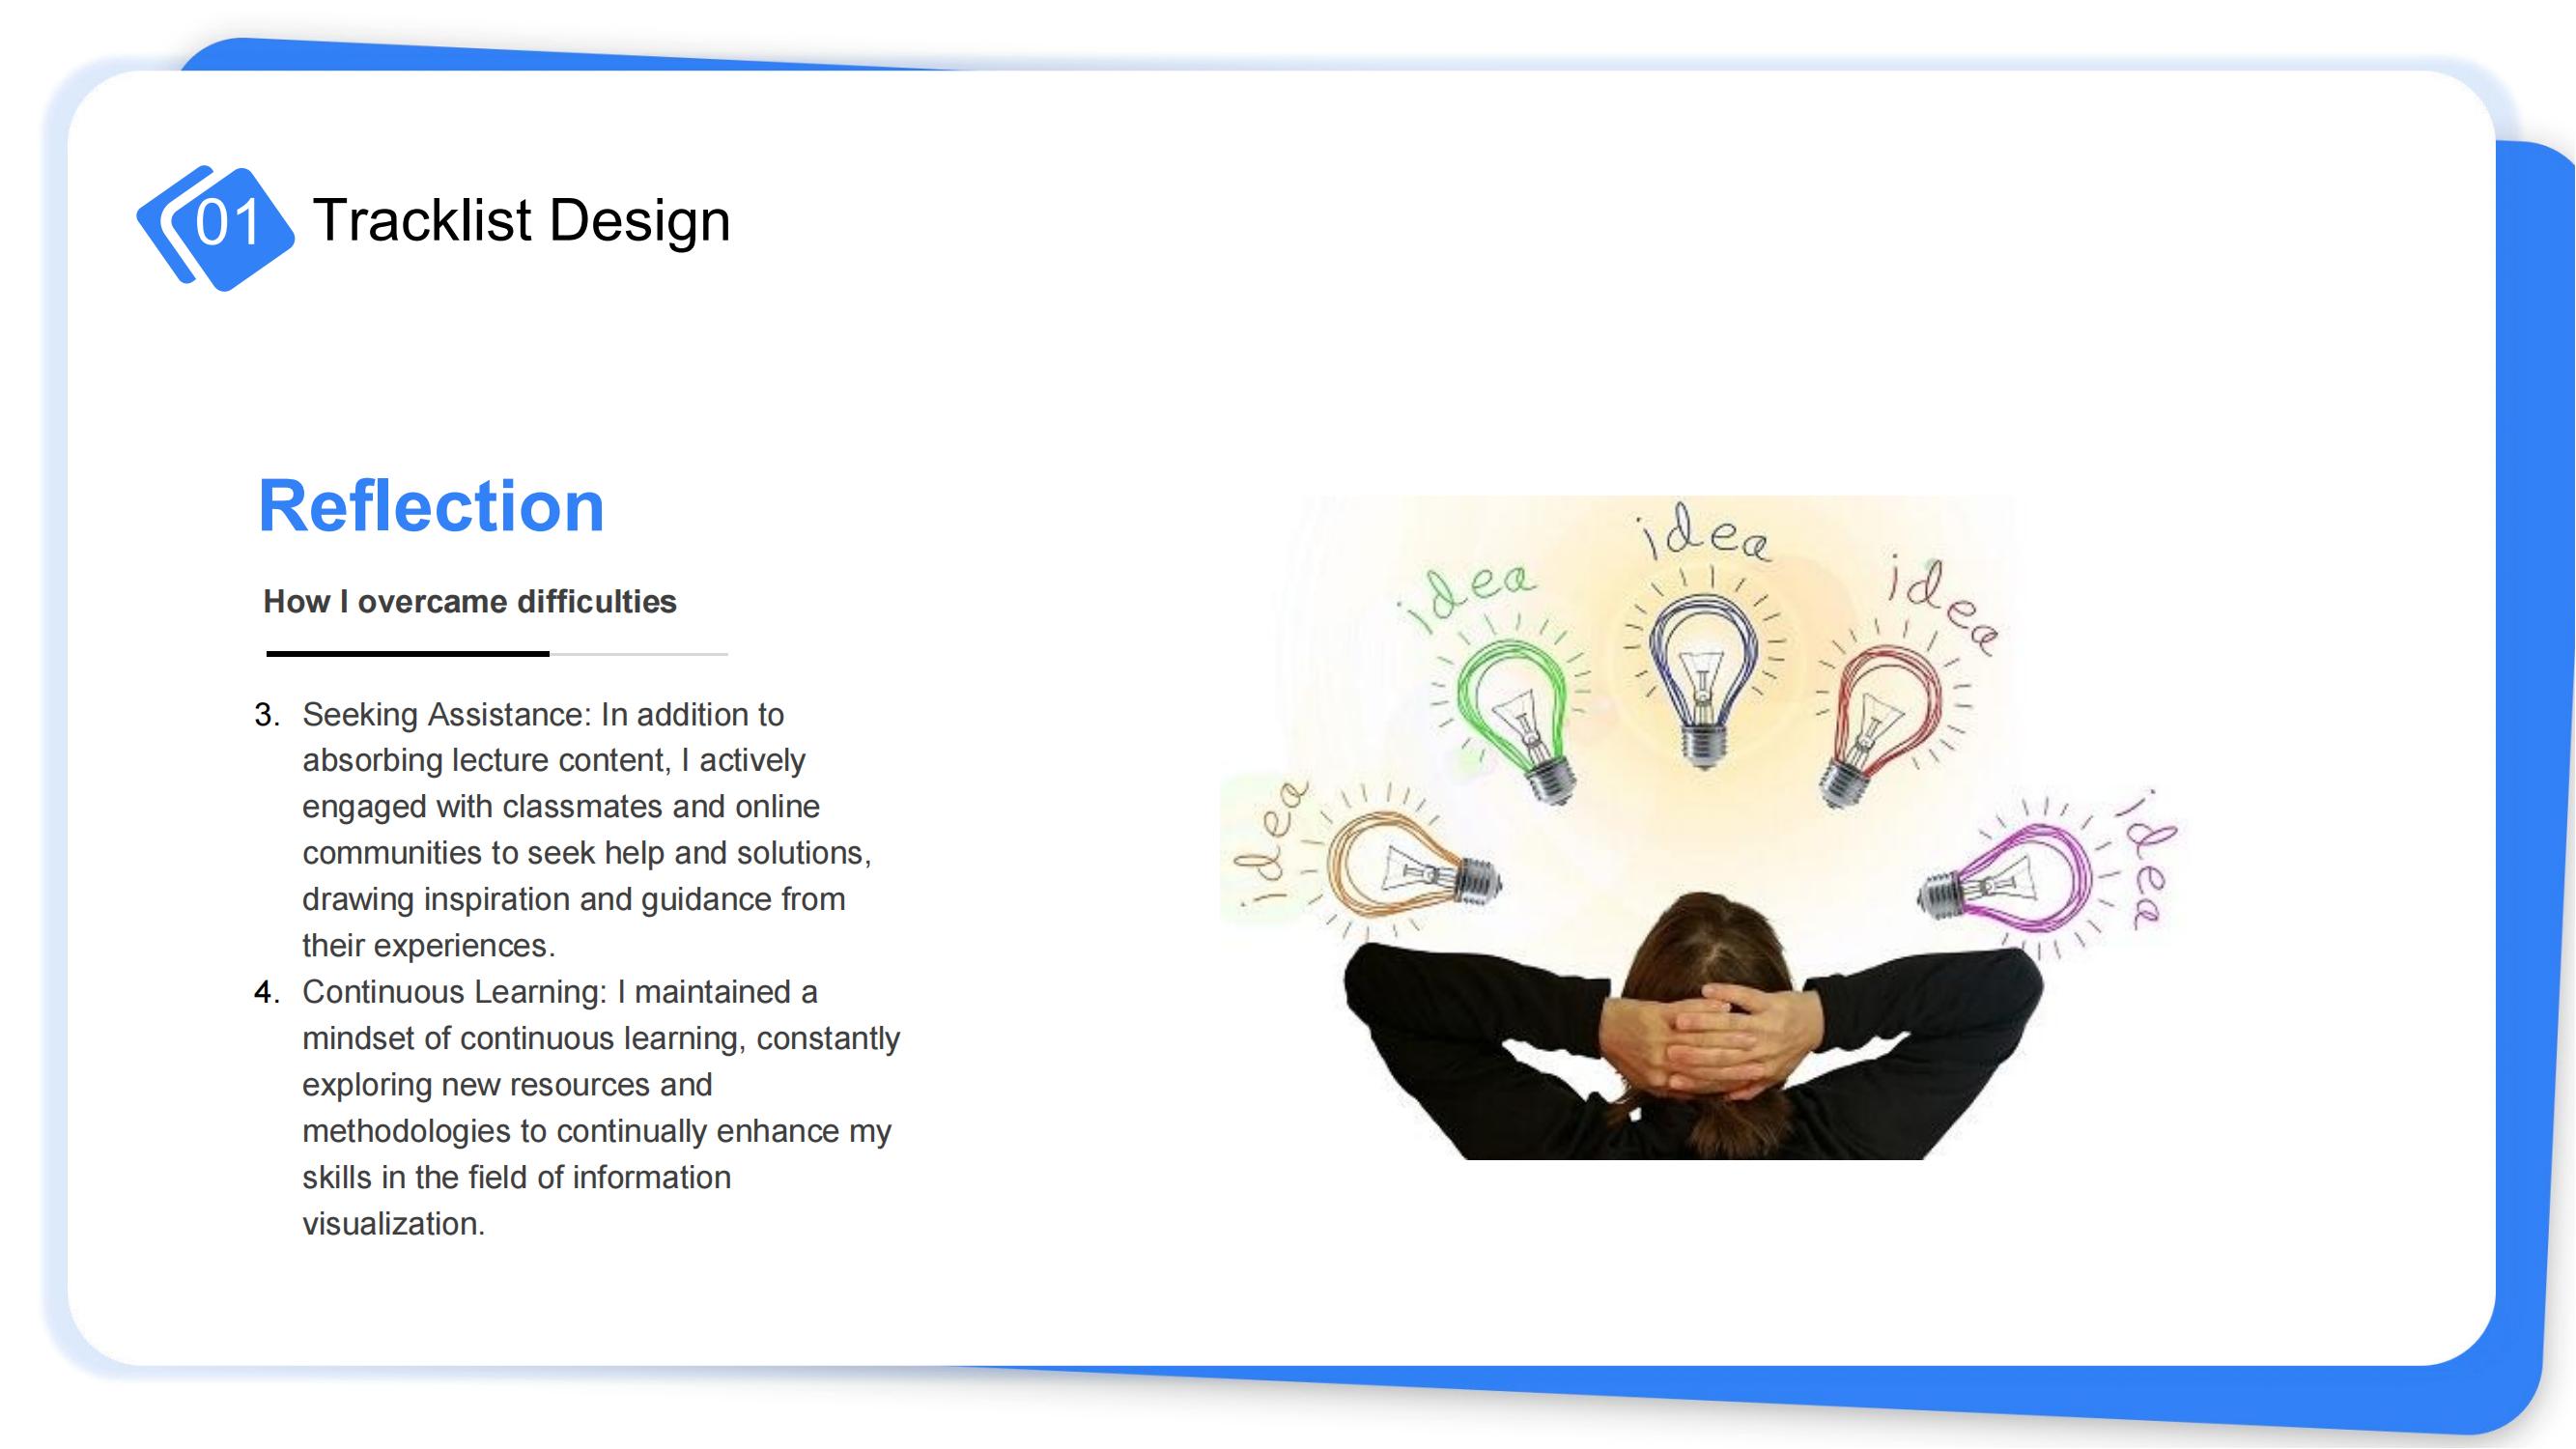 01 Tracklist Design
Reflection
How I overcame difficulties
3. Seeking Assistance: In addition to
absorbing lecture content, I actively
engaged with classmates and online
communities to seek help and solutions,
drawing inspiration and guidance from
their experiences.
4. Continuous Learning: I maintained a
mindset of continuous learning, constantly
exploring new resources and
methodologies to continually enhance my
skills in the field of information
visualization.
idea
idea
idea
idea
idea